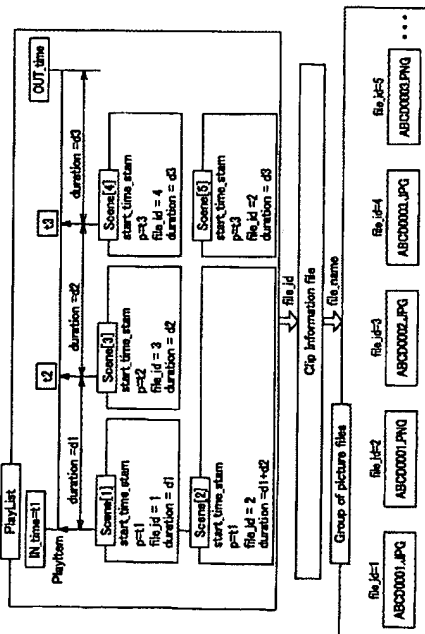 PlayList
IN_time=t1
t2
t3
OUT_time
PlayItem
duration =d1
duration =d2
duration =d3
Scene[1]
start_time_stam
p=t1
file_id = 1
duration = d1
Scene[3]
start_time_stam
p=t2
file_id = 3
duration = d2
Scene[4]
start_time_stam
p=t3
file_id = 4
duration = d3
Scene[2]
start_time_stam
p=t1
file_id = 2
duration =d1+d2
Scene[5]
start_time_stam
p=t3
file_id =2
duration = d3
file_id
Clip Information file
file_name
Group of picture files
file_id=1
file_id=2
file_id=3
file_id=4
file_id=5
ABCD0001.JPG
ABCD0001.PNG
ABCD0002.JPG
ABCD0003.JPG
ABCD0003.PNG
...